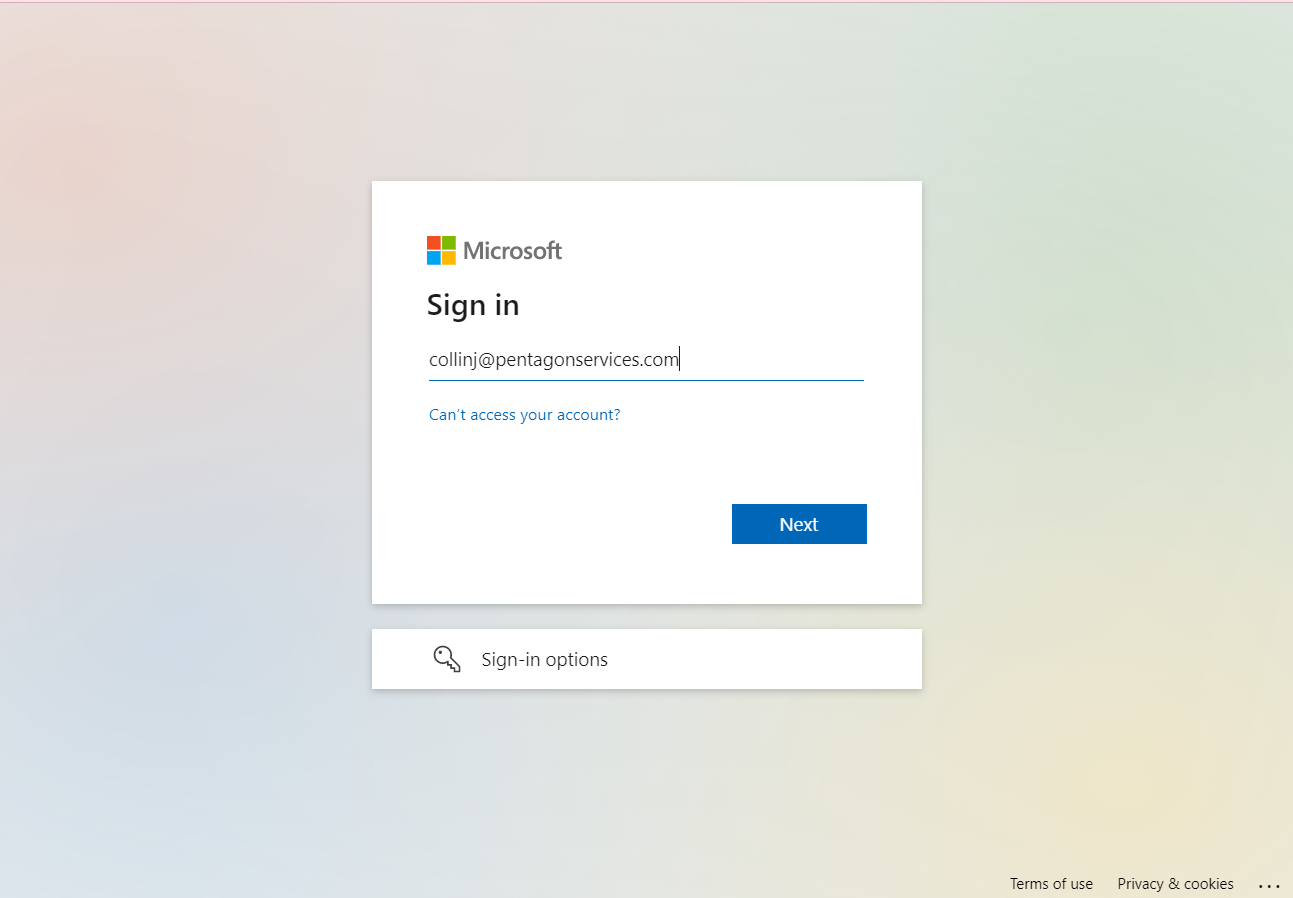 Microsoft
Sign in
collinj@pentagonservices.com
Can't access your account?
Next
Sign-in options
Terms of use Privacy & cookies ...